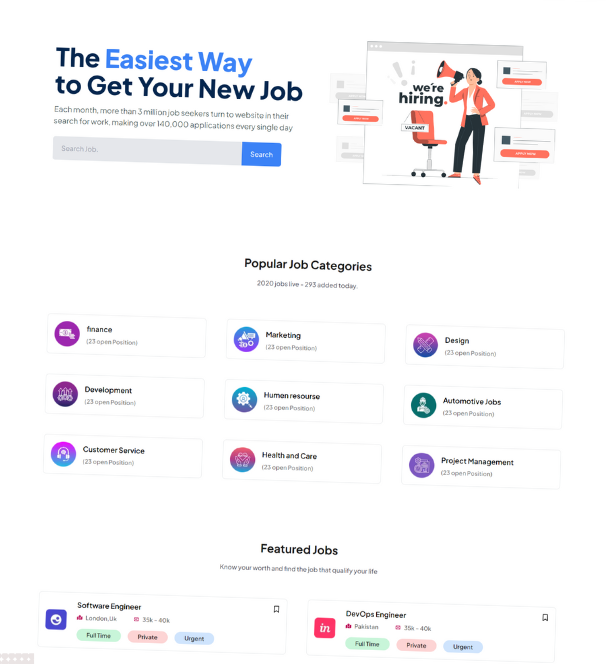 The Easiest Way
to Get Your New Job
Each month, more than 3 million job seekers turn to website in their
search for work, making over 140,000 applications every single day
Search Job.
Search
we're
hiring.
VACANT
APPLY NOW
APPLY NOW
APPLY NOW
Popular Job Categories
2020 jobs live - 293 added today.
finance
(23 open Position)
Marketing
(23 open Position)
Design
(23 open Position)
Development
(23 open Position)
Human resourse
(23 open Position)
Automotive Jobs
(23 open Position)
Customer Service
(23 open Position)
Health and Care
(23 open Position)
Project Management
(23 open Position)
Featured Jobs
Know your worth and find the job that qualify your life
Software Engineer
London,Uk 35k - 40k
Full Time Private Urgent
in
DevOps Engineer
Pakistan 35k - 40k
Full Time Private Urgent